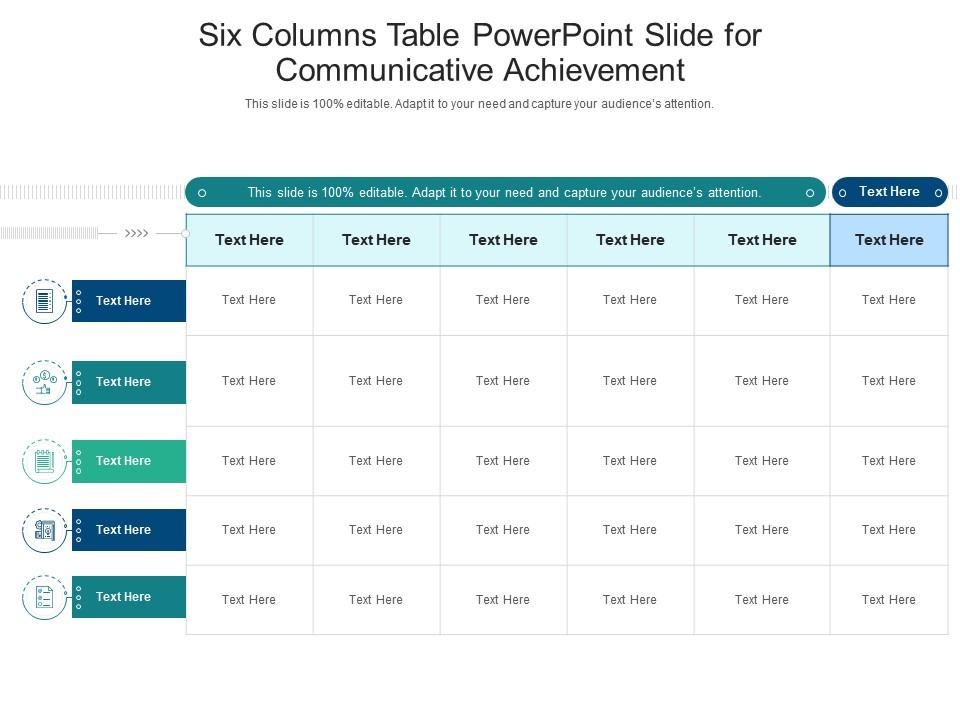 Six Columns Table PowerPoint Slide for
Communicative Achievement
This slide is 100% editable. Adapt it to your need and capture your audience's attention.
This slide is 100% editable. Adapt it to your need and capture your audience's attention. Text Here
Text Here Text Here Text Here Text Here Text Here Text Here
Text Here Text Here Text Here Text Here Text Here Text Here Text Here
Text Here Text Here Text Here Text Here Text Here Text Here Text Here
Text Here Text Here Text Here Text Here Text Here Text Here Text Here
Text Here Text Here Text Here Text Here Text Here Text Here Text Here
Text Here Text Here Text Here Text Here Text Here Text Here Text Here